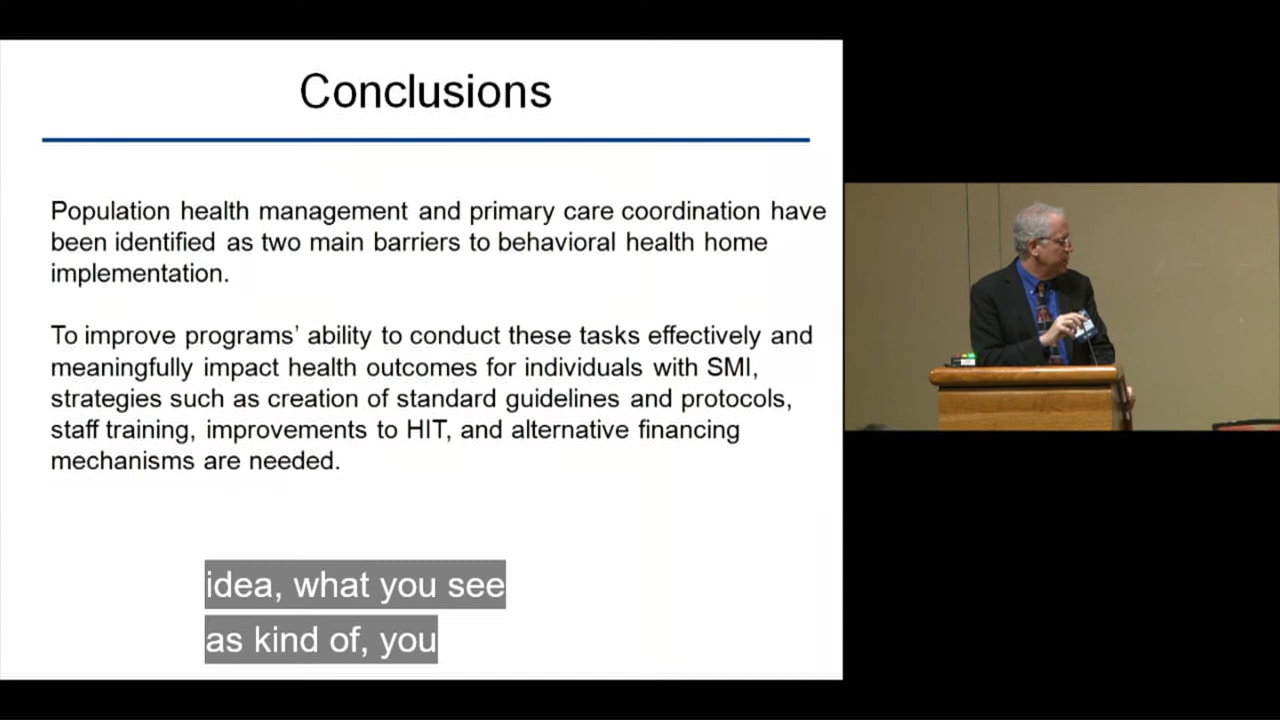 Conclusions
Population health management and primary care coordination have
been identified as two main barriers to behavioral health home
implementation.
To improve programs’ ability to conduct these tasks effectively and
meaningfully impact health outcomes for individuals with SMI,
strategies such as creation of standard guidelines and protocols,
staff training, improvements to HIT, and alternative financing
mechanisms are needed.
idea, what you see
as kind of, you